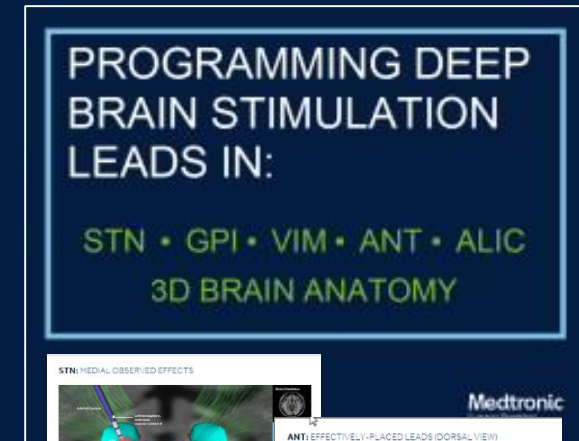 PROGRAMMING DEEP
BRAIN STIMULATION
LEADS IN:
STN • GPI • VIM • ANT • ALIC
3D BRAIN ANATOMY
STN: MEDIAL OBSERVED EFFECTS
Medtronic
ANT: EFFECTIVELY-PLACED LEADS (DORSAL VIEW)